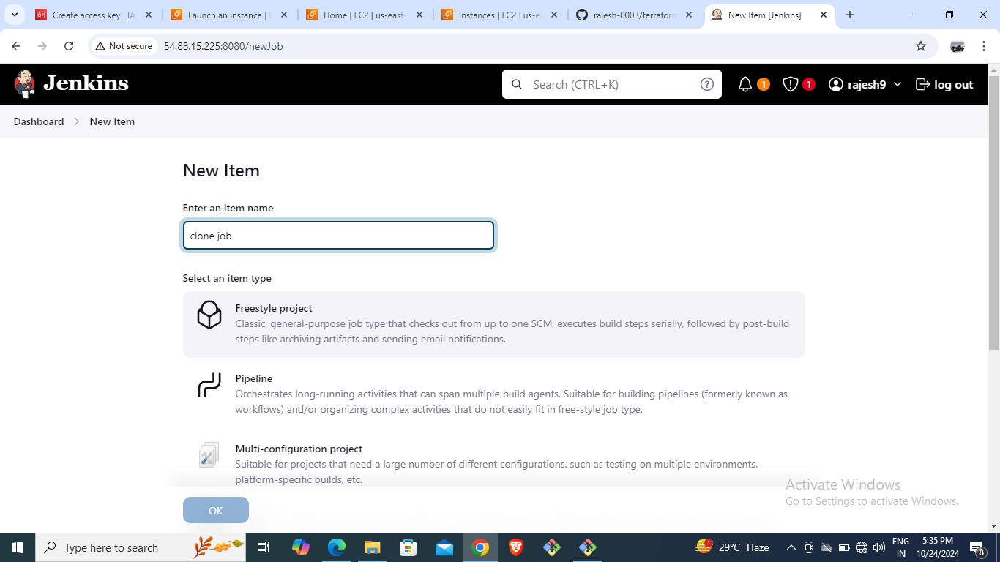 Create access key | IA
Launch an instance | E
Home | EC2 | us-east-
Instances | EC2 | us-e
rajesh-0003/terraform
New Item [Jenkins]
Not secure
54.88.15.225:8080/newJob
Jenkins
Search (CTRL+K)
?
1
1
rajesh9
log out
Dashboard
New Item
New Item
Enter an item name
clone job
Select an item type
Freestyle project
Classic, general-purpose job type that checks out from up to one SCM, executes build steps serially, followed by post-build
steps like archiving artifacts and sending email notifications.
Pipeline
Orchestrates long-running activities that can span multiple build agents. Suitable for building pipelines (formerly known as
workflows) and/or organizing complex activities that do not easily fit in free-style job type.
Multi-configuration project
Suitable for projects that need a large number of different configurations, such as testing on multiple environments,
platform-specific builds, etc.
OK
Activate Windows
Go to Settings to activate Windows.
Type here to search
1
29°C Haze
ENG
IN
5:35 PM
10/24/2024
8